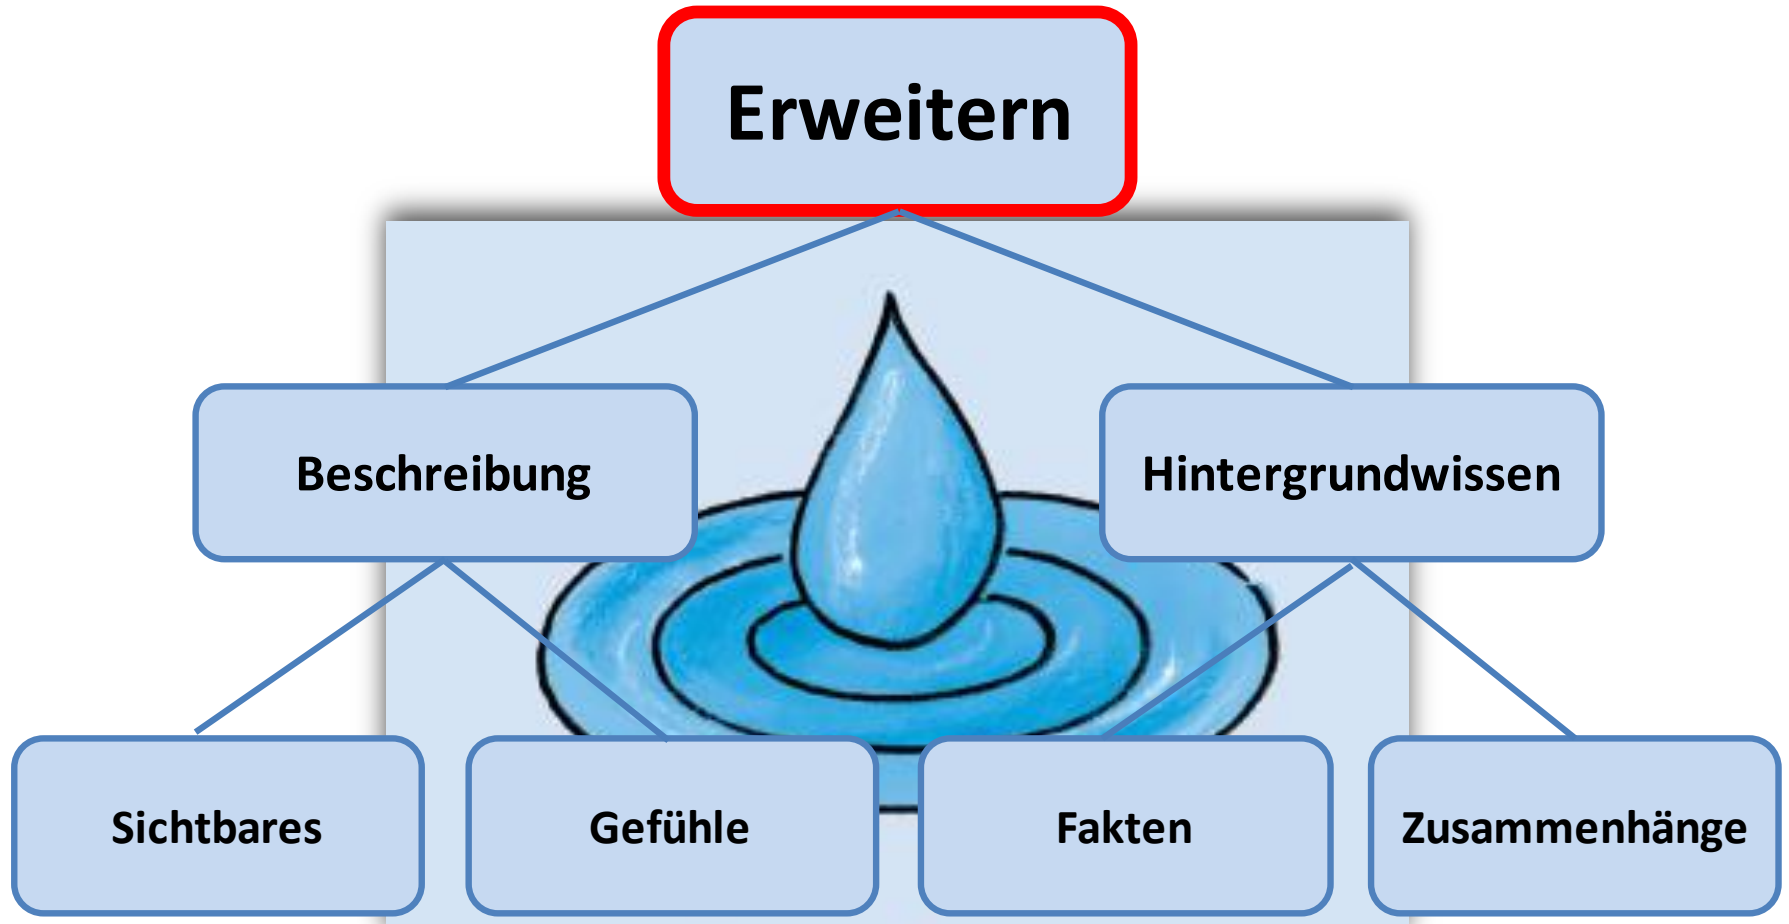 Erweitern
Beschreibung
Hintergrundwissen
Sichtbares
Gefühle
Fakten
Zusammenhänge